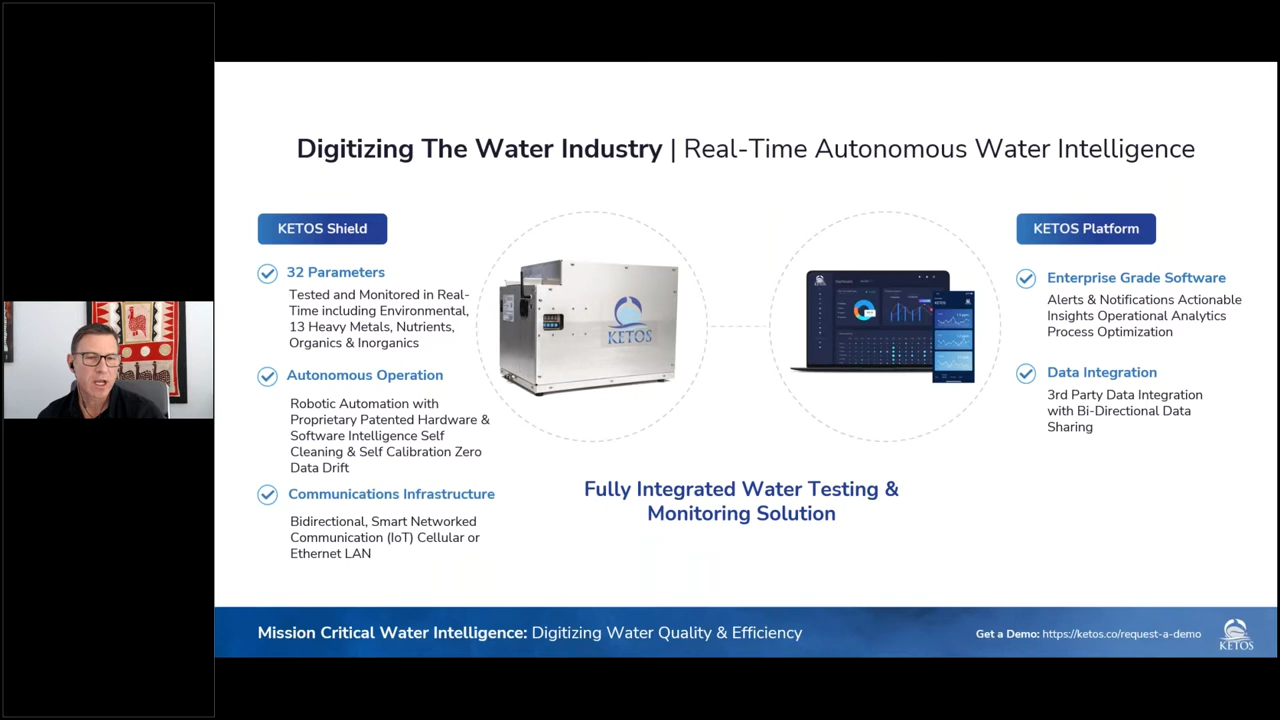 Digitizing The Water Industry | Real-Time Autonomous Water Intelligence
KETOS Shield
32 Parameters
Tested and Monitored in Real-
Time including Environmental,
13 Heavy Metals, Nutrients,
Organics & Inorganics
Autonomous Operation
Robotic Automation with
Proprietary Patented Hardware &
Software Intelligence Self
Cleaning & Self Calibration Zero
Data Drift
Communications Infrastructure
Bidirectional, Smart Networked
Communication (IoT) Cellular or
Ethernet LAN
KETOS
KETOS
KETOS
Fully Integrated Water Testing &
Monitoring Solution
KETOS Platform
Enterprise Grade Software
Alerts & Notifications Actionable
Insights Operational Analytics
Process Optimization
Data Integration
3rd Party Data Integration
with Bi-Directional Data
Sharing
Mission Critical Water Intelligence: Digitizing Water Quality & Efficiency
Get a Demo: https://ketos.co/request-a-demo
KETOS